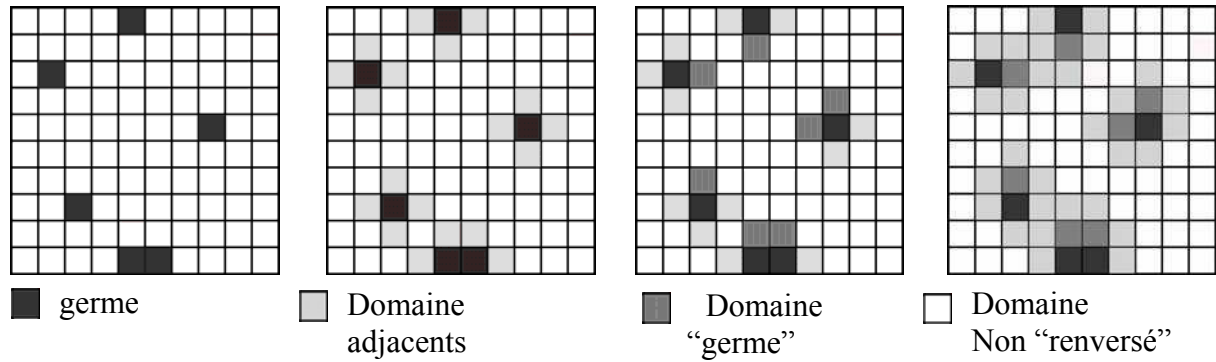 germe
Domaine
adjacents
Domaine
“germe”
Domaine
Non “renversé”